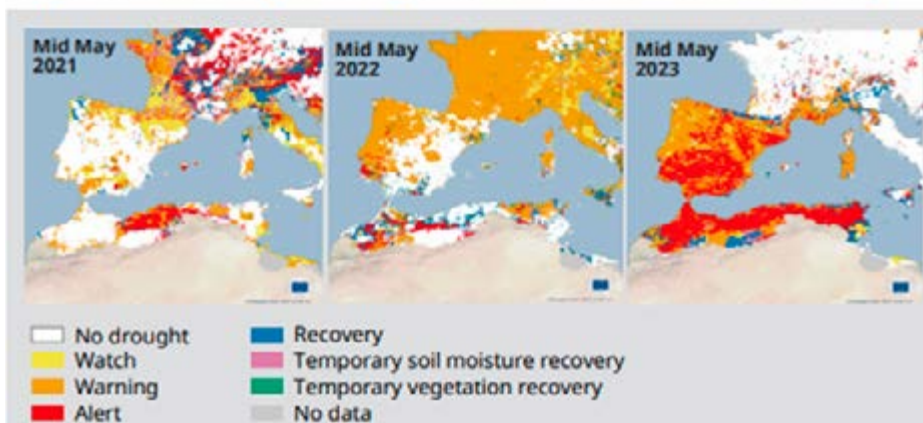 Mid May
2021
Mid May
2022
Mid May
2023
No drought
Watch
Warning
Alert
Recovery
Temporary soil moisture recovery
Temporary vegetation recovery
No data